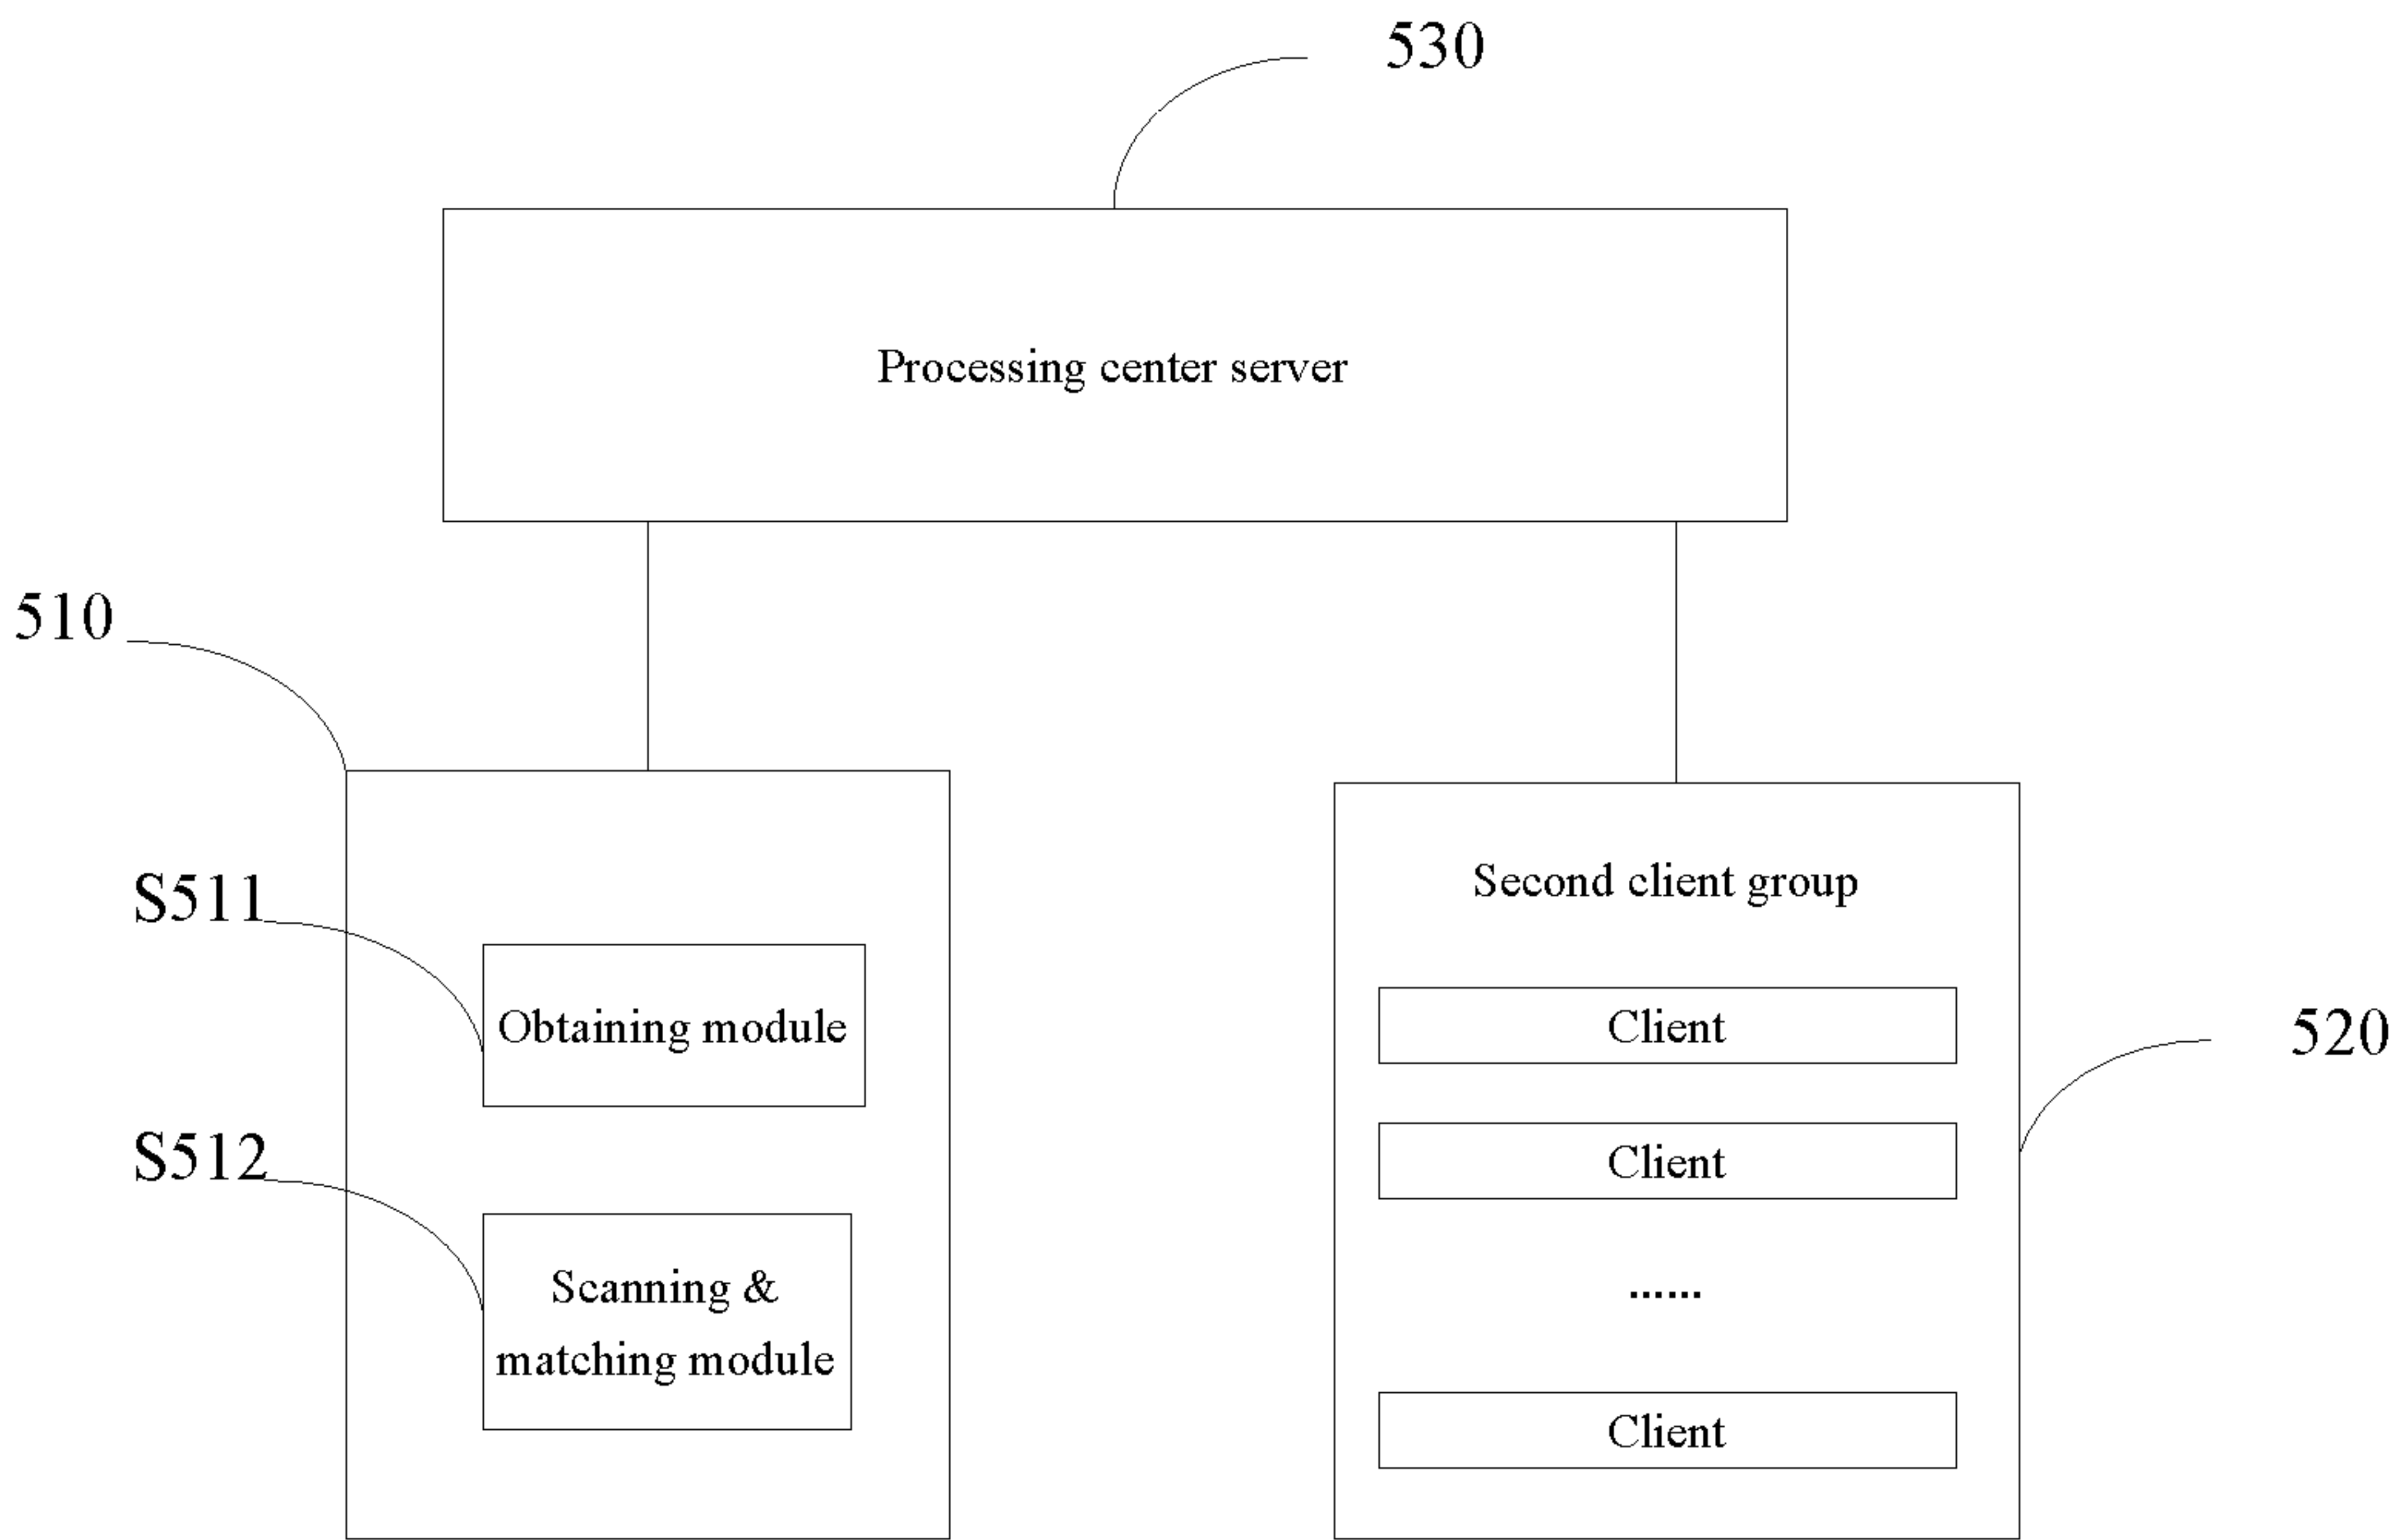 530
Processing center server
510
S511
Obtaining module
S512
Scanning &
matching module
Second client group
Client
Client
......
Client
520